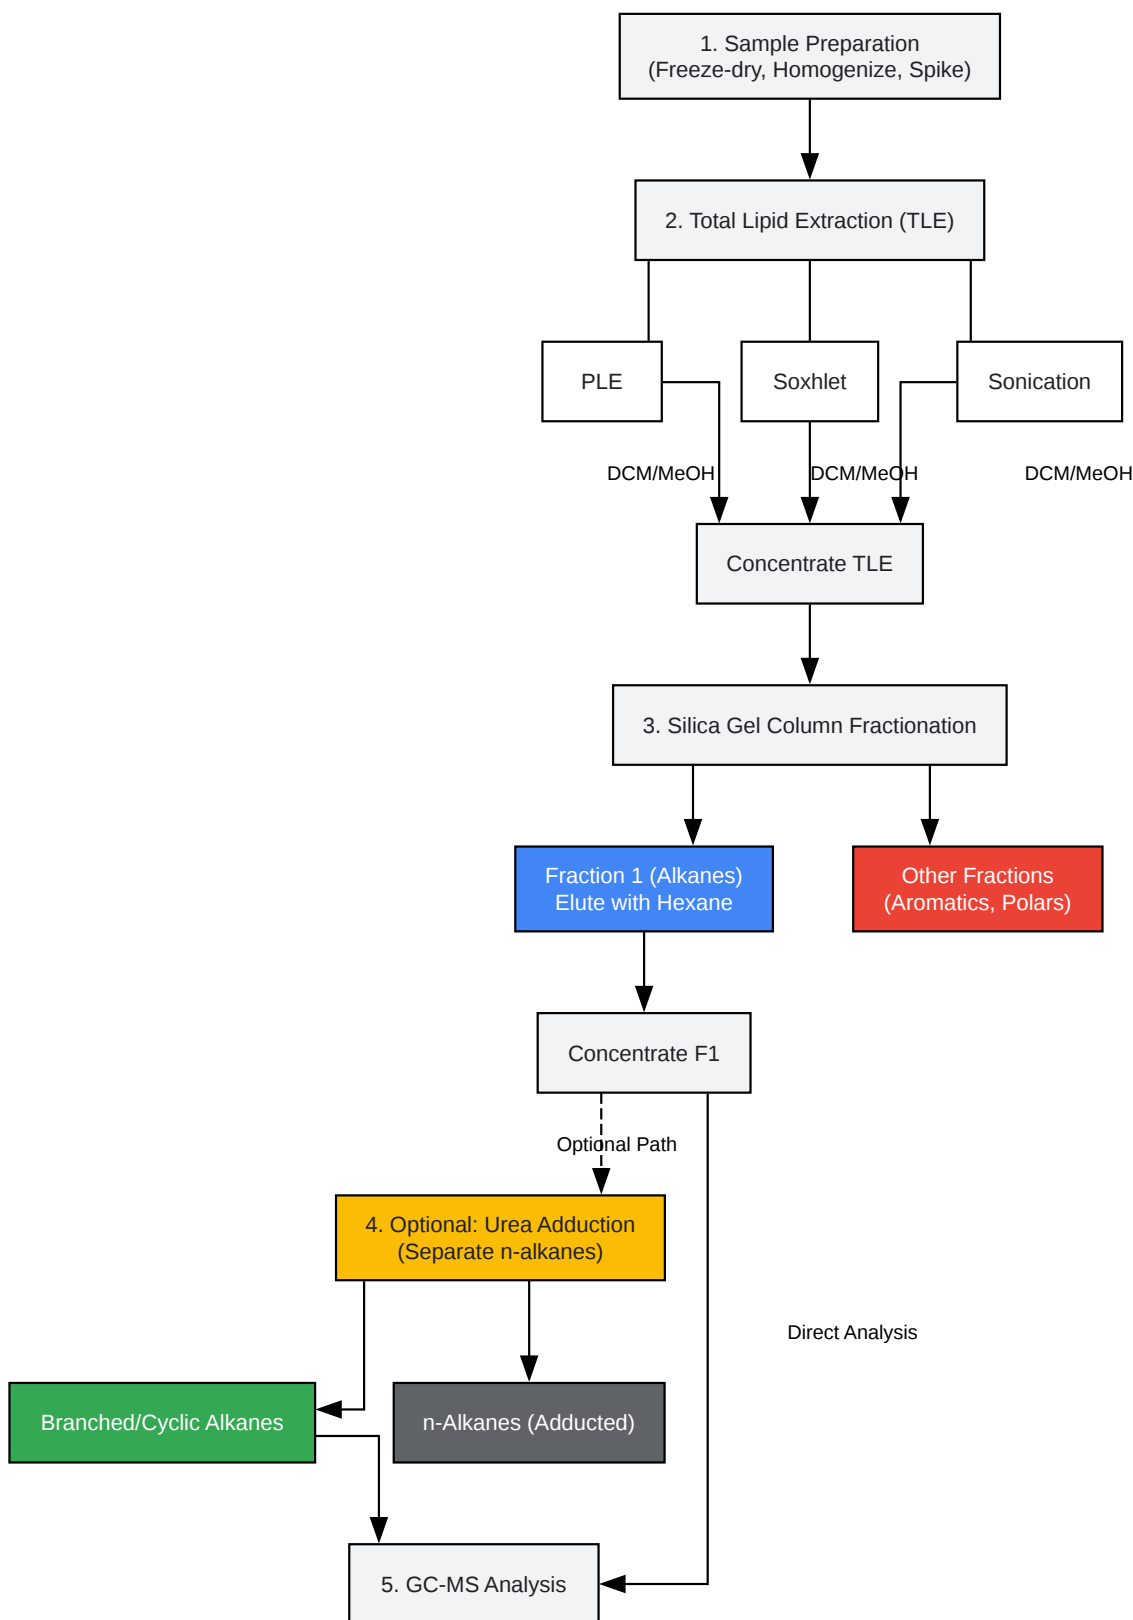 1. Sample Preparation
(Freeze-dry, Homogenize, Spike)
2. Total Lipid Extraction (TLE)
PLE
Soxhlet
Sonication
DCM/MeOH
DCM/MeOH
DCM/MeOH
Concentrate TLE
3. Silica Gel Column Fractionation
Fraction 1 (Alkanes)
Elute with Hexane
Other Fractions
(Aromatics, Polars)
Concentrate F1
Optional Path
4. Optional: Urea Adduction
(Separate n-alkanes)
Direct Analysis
Branched/Cyclic Alkanes
n-Alkanes (Adducted)
5. GC-MS Analysis